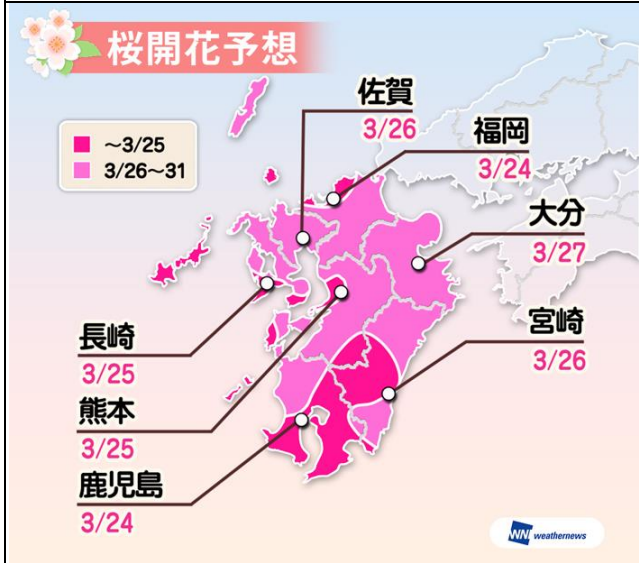 桜開花予想
～3/25
3/26～31
佐賀
3/26
福岡
3/24
大分
3/27
宮崎
3/26
長崎
3/25
熊本
3/25
鹿児島
3/24
WNI weathernews